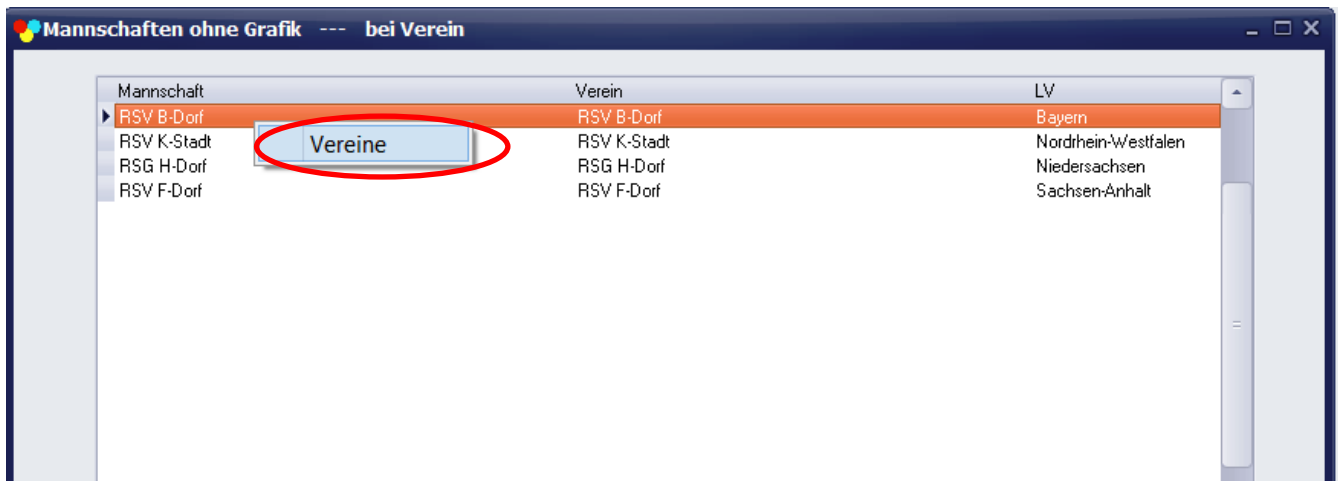 Mannschaften ohne Grafik --- bei Verein
Mannschaft Verein LV
RSV B-Dorf RSV B-Dorf Bayern
RSV K-Stadt RSV K-Stadt Nordrhein-Westfalen
Vereine
RSG H-Dorf RSG H-Dorf Niedersachsen
RSV F-Dorf RSV F-Dorf Sachsen-Anhalt